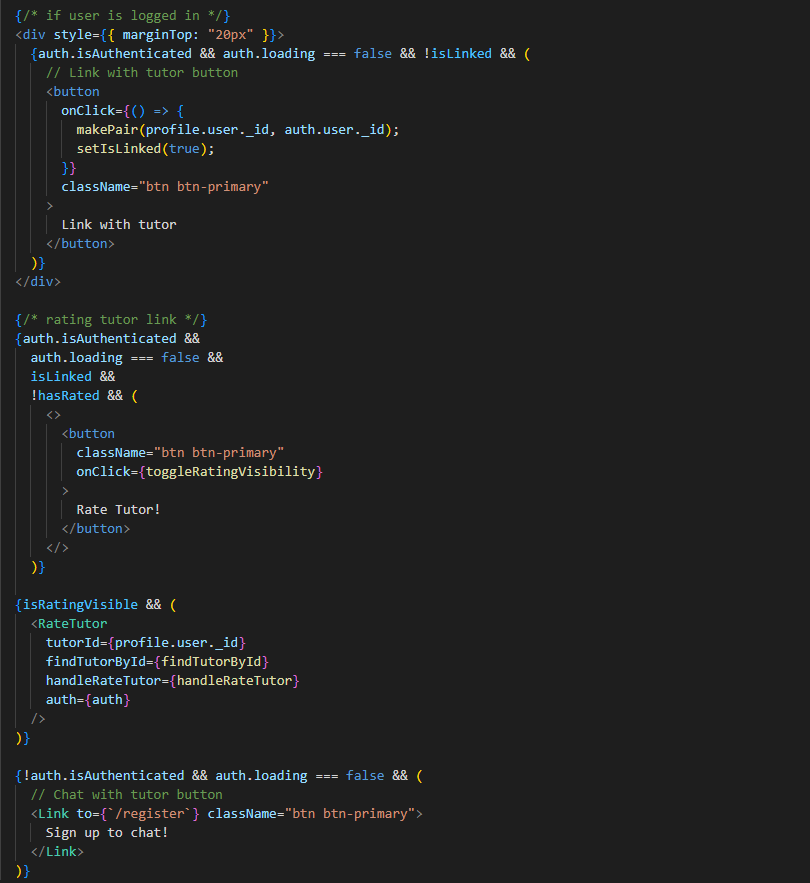 {/* if user is logged in */}
<div style={{ marginTop: "20px" }}>
  {auth.isAuthenticated && auth.loading === false && !isLinked && (
    // Link with tutor button
    <button
      onClick={() => {
        makePair(profile.user._id, auth.user._id);
        setIsLinked(true);
      }}
      className="btn btn-primary"
    >
      Link with tutor
    </button>
  )}
</div>

{/* rating tutor link */}
{auth.isAuthenticated &&
  auth.loading === false &&
  isLinked &&
  !hasRated && (
    <>
      <button
        className="btn btn-primary"
        onClick={toggleRatingVisibility}
      >
        Rate Tutor!
      </button>
    </>
  )}

{isRatingVisible && (
  <RateTutor
    tutorId={profile.user._id}
    findTutorById={findTutorById}
    handleRateTutor={handleRateTutor}
    auth={auth}
  />
)}

{!auth.isAuthenticated && auth.loading === false && (
  // Chat with tutor button
  <Link to={`/register`} className="btn btn-primary">
    Sign up to chat!
  </Link>
)}